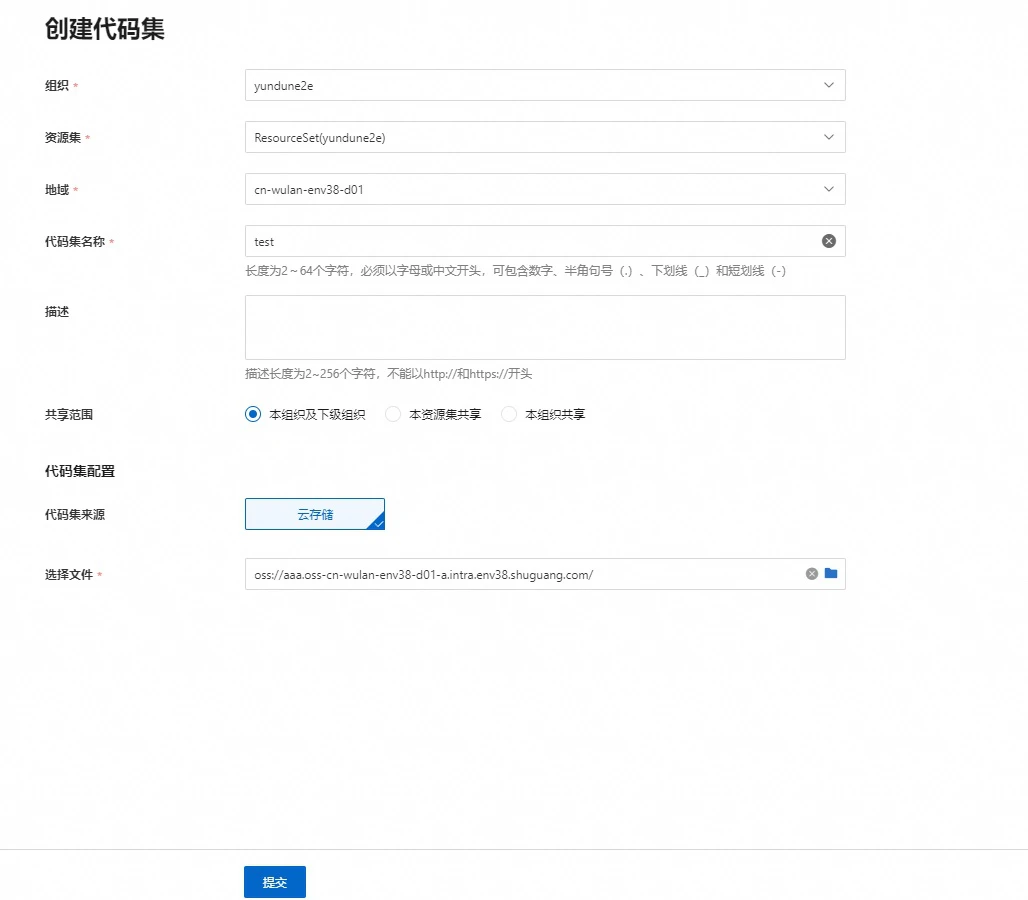 创建代码集
组织 *
yundune2e
资源集 *
ResourceSet(yundune2e)
地域 *
cn-wulan-env38-d01
代码集名称 *
test
长度为2～64个字符，必须以字母或中文开头，可包含数字、半角句号（.）、下划线（_）和短划线（-）
描述
描述长度为2~256个字符，不能以http://和https://开头
共享范围
本组织及下级组织 本资源集共享 本组织共享
代码集配置
代码集来源
云存储
选择文件 *
oss://aaa.oss-cn-wulan-env38-d01-a.intra.env38.shuguang.com/
提交